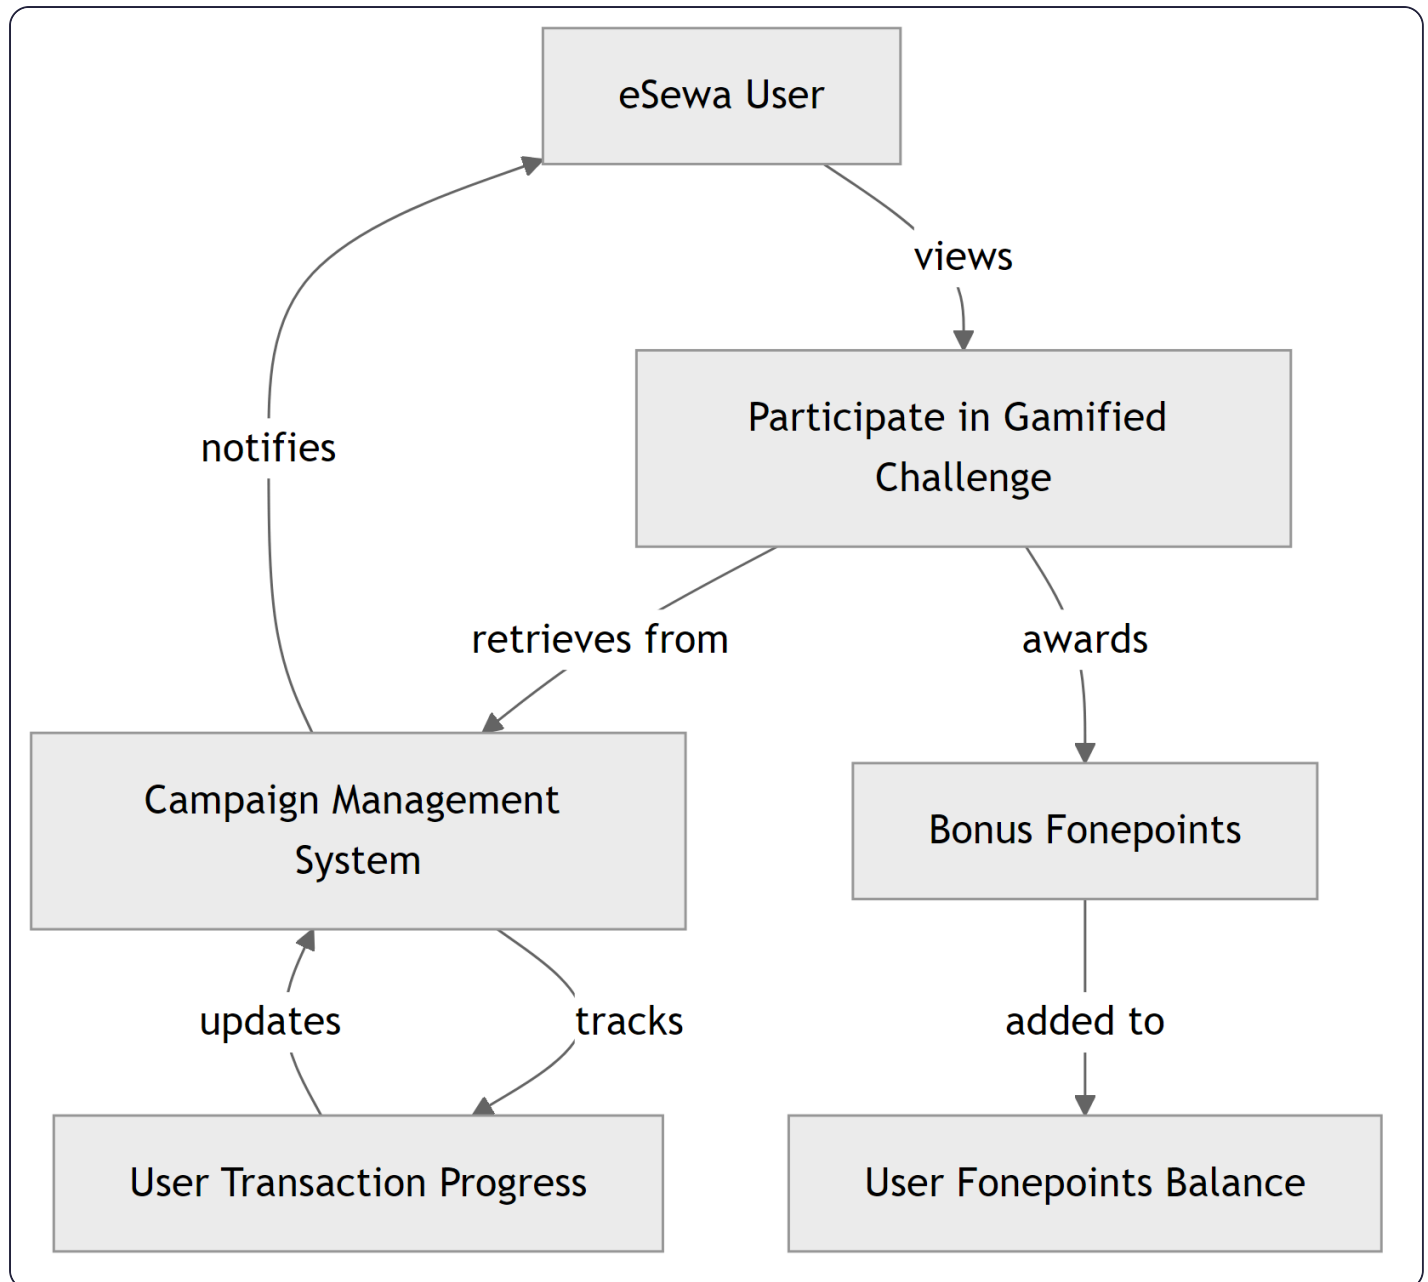 eSewa User
views
Participate in Gamified
Challenge
notifies
retrieves from
awards
Campaign Management
System
Bonus Fonepoints
updates
tracks
added to
User Transaction Progress
User Fonepoints Balance